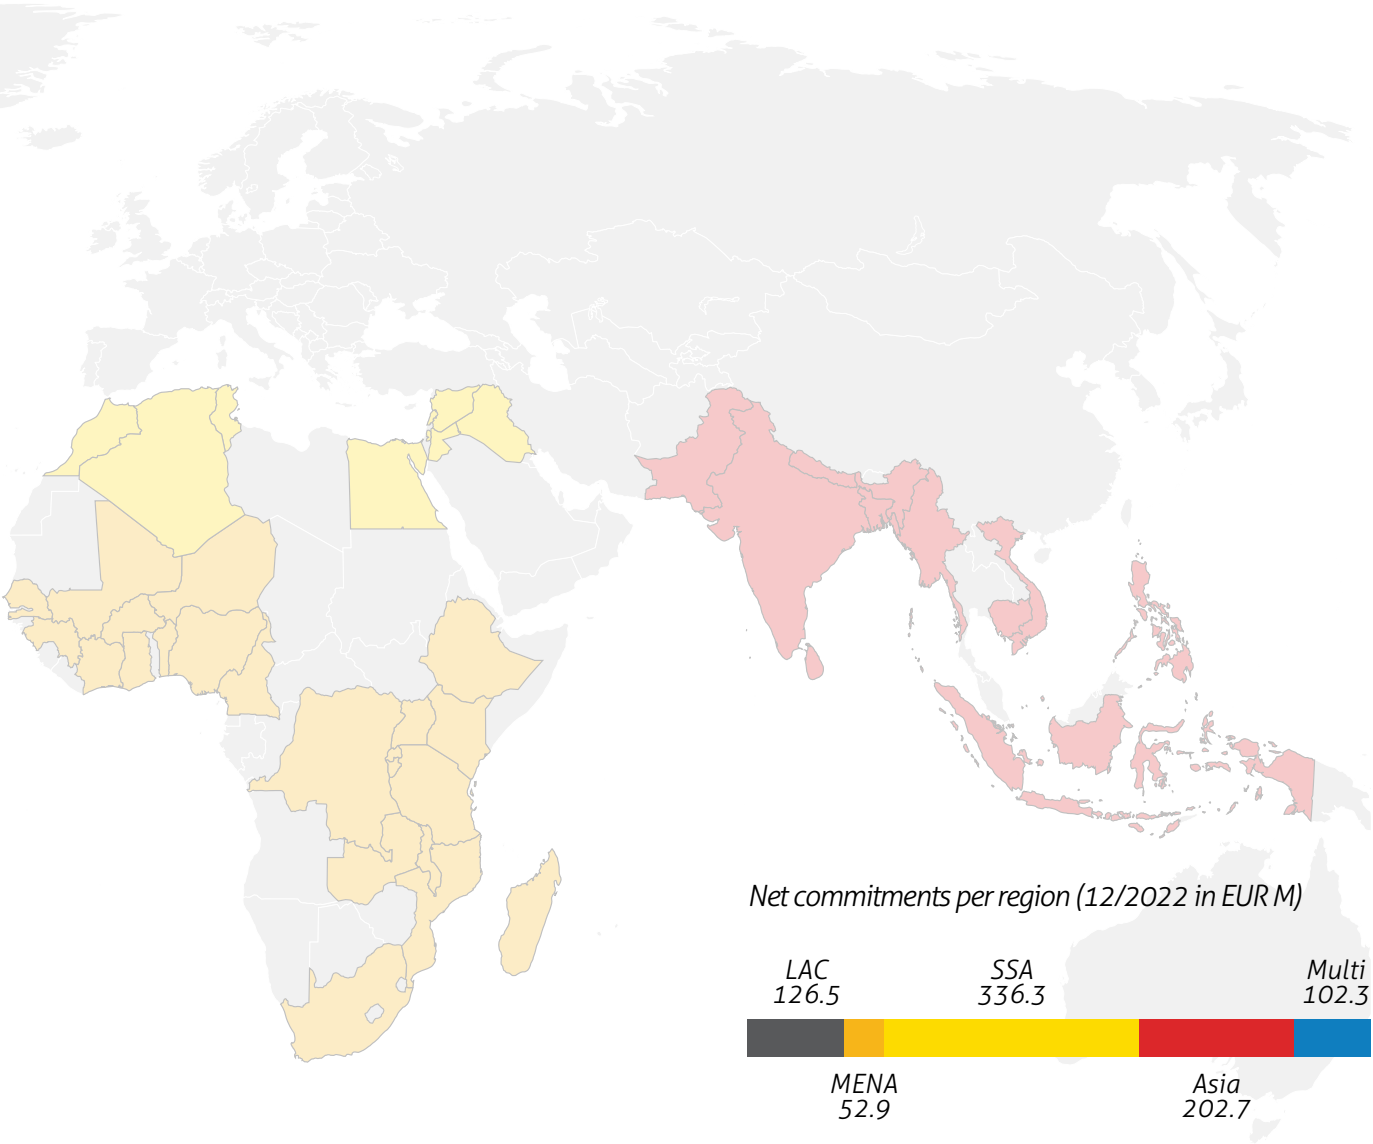 Net commitments per region (12/2022 in EUR M)
LAC
126.5
SSA
336.3
Multi
102.3
MENA
52.9
Asia
202.7